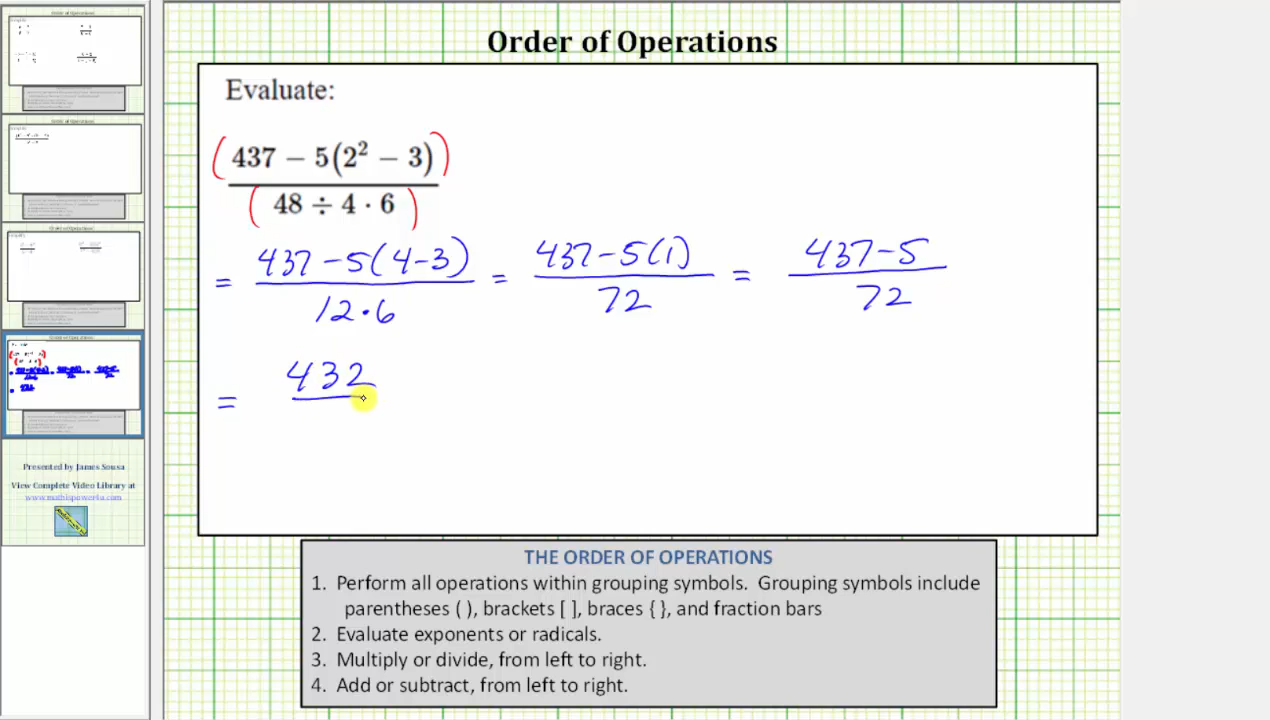 Order of Operations
Evaluate:
(437 − 5(2² − 3))
(48 ÷ 4 · 6)
= 437 − 5(4 − 3) / 12 · 6 = 437 − 5(1) / 72 = 437 − 5 / 72
= 432
THE ORDER OF OPERATIONS
1. Perform all operations within grouping symbols. Grouping symbols include
parentheses ( ), brackets [ ], braces { }, and fraction bars
2. Evaluate exponents or radicals.
3. Multiply or divide, from left to right.
4. Add or subtract, from left to right.
Presented by James Sousa
View Complete Video Library at
www.mathispower4u.com